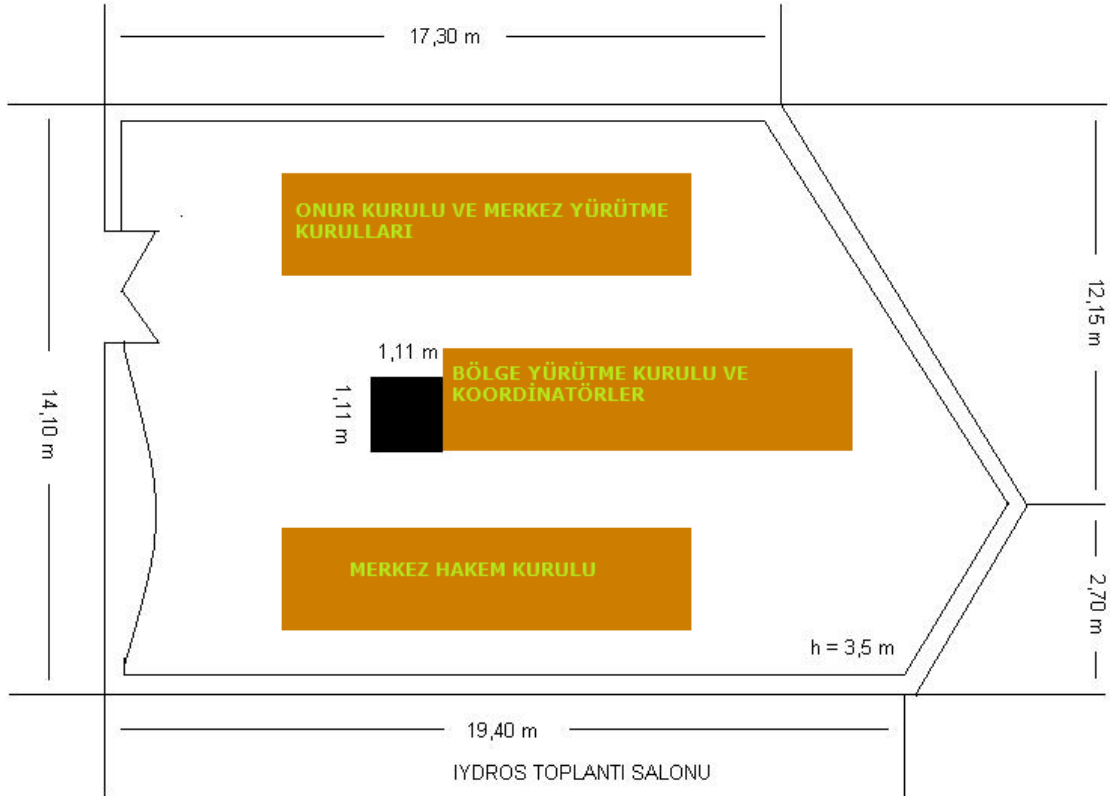 17,30 m
ONUR KURULU VE MERKEZ YÜRÜTME
KURULLARI
12,15 m
1,11 m
BÖLGE YÜRÜTME KURULU VE
KOORDİNATÖRLER
1,11 m
14,10 m
MERKEZ HAKEM KURULU
2,70 m
h = 3,5 m
19,40 m
IYDROS TOPLANTI SALONU